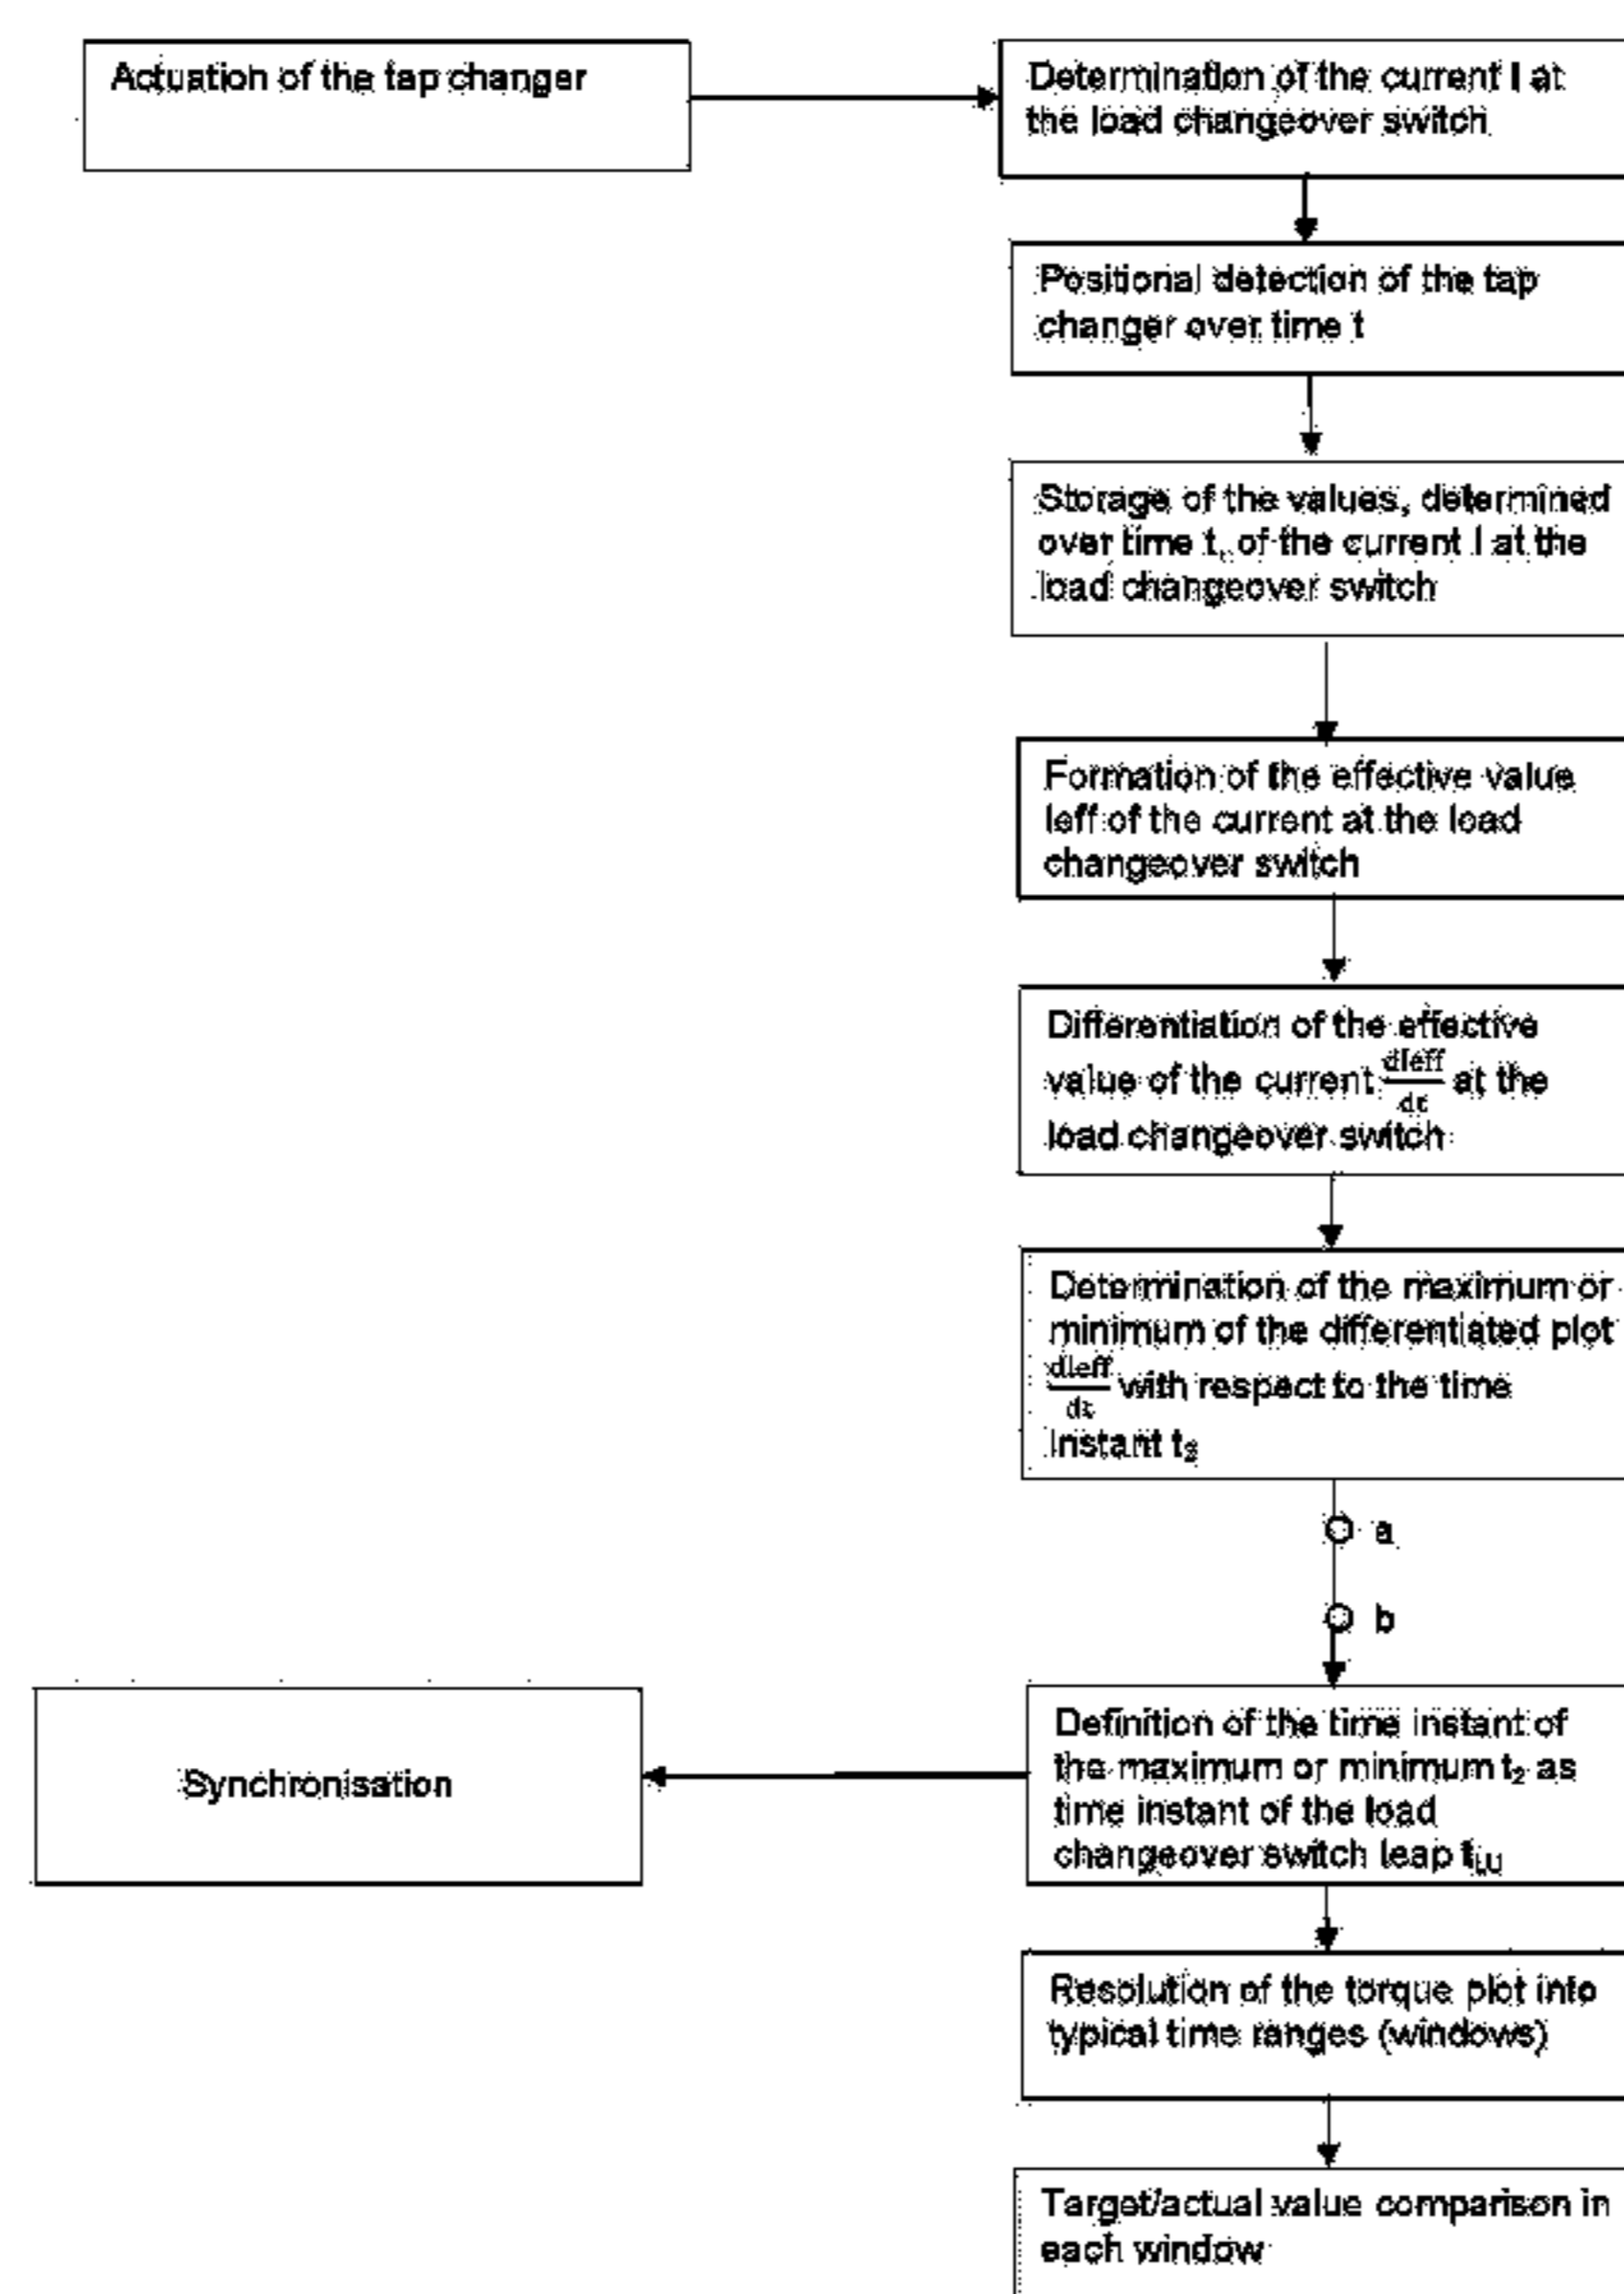 Actuation of the tap changer
Determination of the current I at
the load changeover switch
Positional detection of the tap
changer over time t
Storage of the values, determined
over time t, of the current I at the
load changeover switch
Formation of the effective value
Ieff of the current at the load
changeover switch
Differentiation of the effective
value of the current dIeff/dt at the
load changeover switch
Determination of the maximum or
minimum of the differentiated plot
dIeff/dt with respect to the time
instant t₂
a
b
Definition of the time instant of
the maximum or minimum t₂ as
time instant of the load
changeover switch leap tLU
Synchronisation
Resolution of the torque plot into
typical time ranges (windows)
Target/actual value comparison in
each window